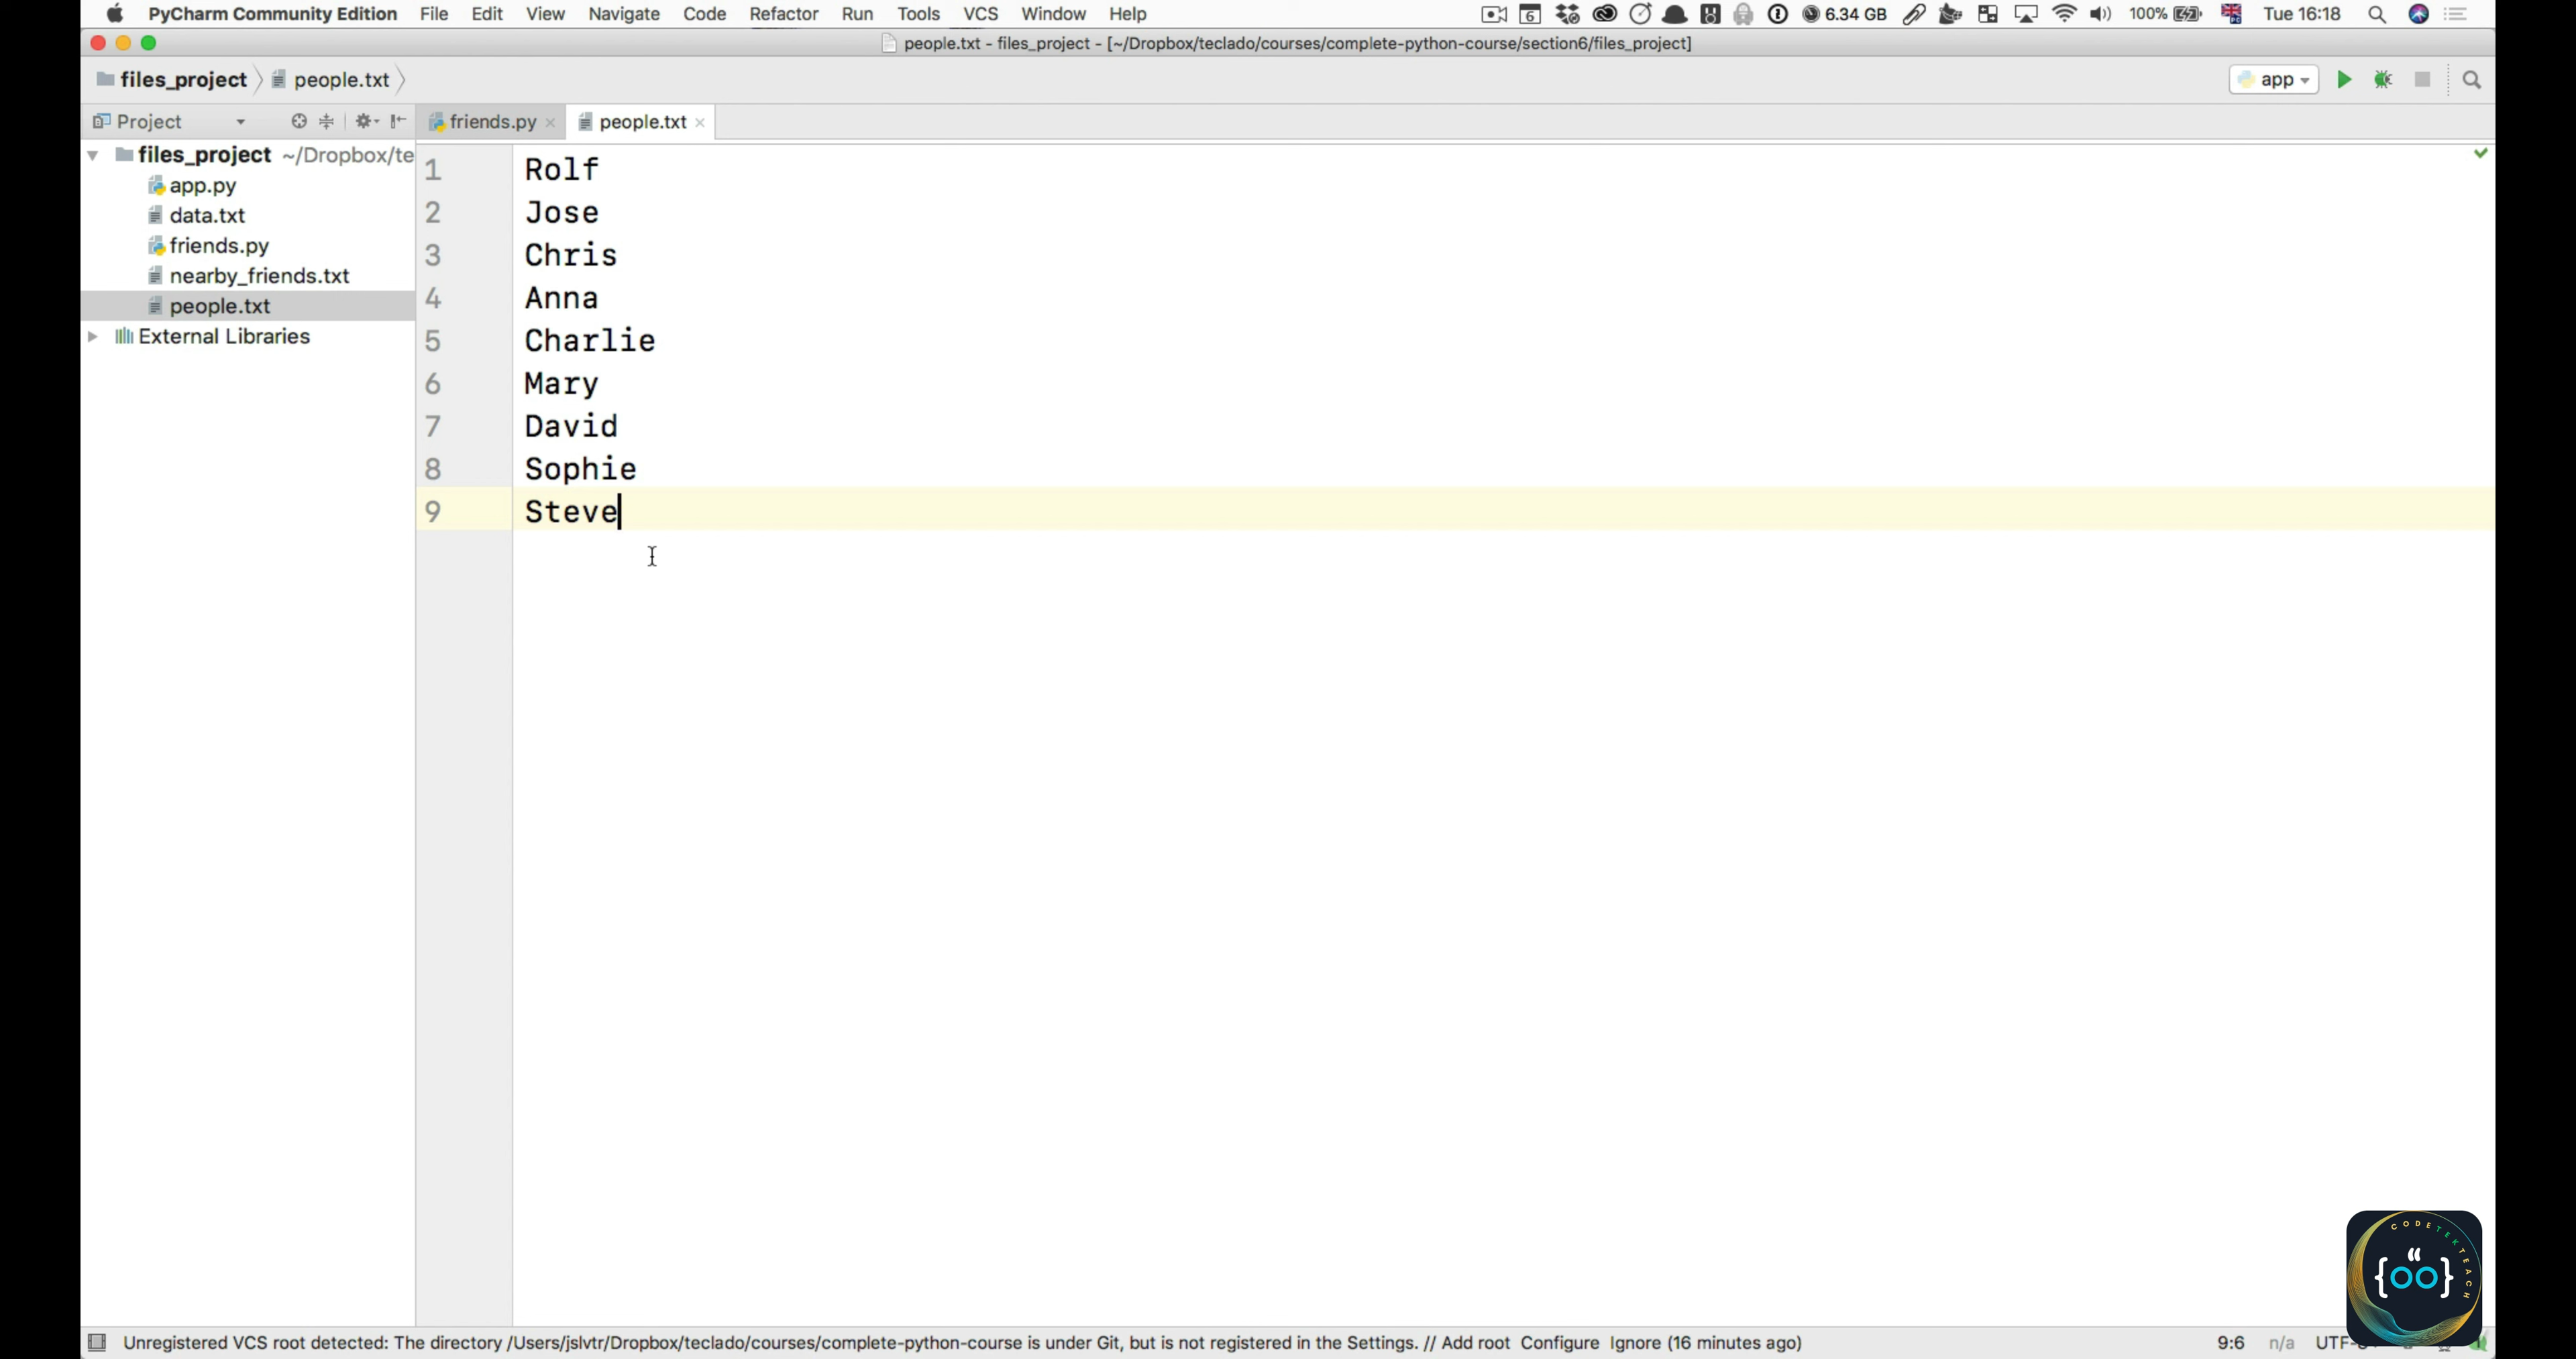 PyCharm Community Edition File Edit View Navigate Code Refactor Run Tools VCS Window Help 6 6.34 GB 100% Tue 16:18
people.txt - files_project - [~/Dropbox/teclado/courses/complete-python-course/section6/files_project]
files_project people.txt app
Project friends.py people.txt
files_project ~/Dropbox/te
app.py
data.txt
friends.py
nearby_friends.txt
people.txt
External Libraries
1 Rolf
2 Jose
3 Chris
4 Anna
5 Charlie
6 Mary
7 David
8 Sophie
9 Steve
CODETEKTEACH
Unregistered VCS root detected: The directory /Users/jslvtr/Dropbox/teclado/courses/complete-python-course is under Git, but is not registered in the Settings. // Add root Configure Ignore (16 minutes ago) 9:6 n/a